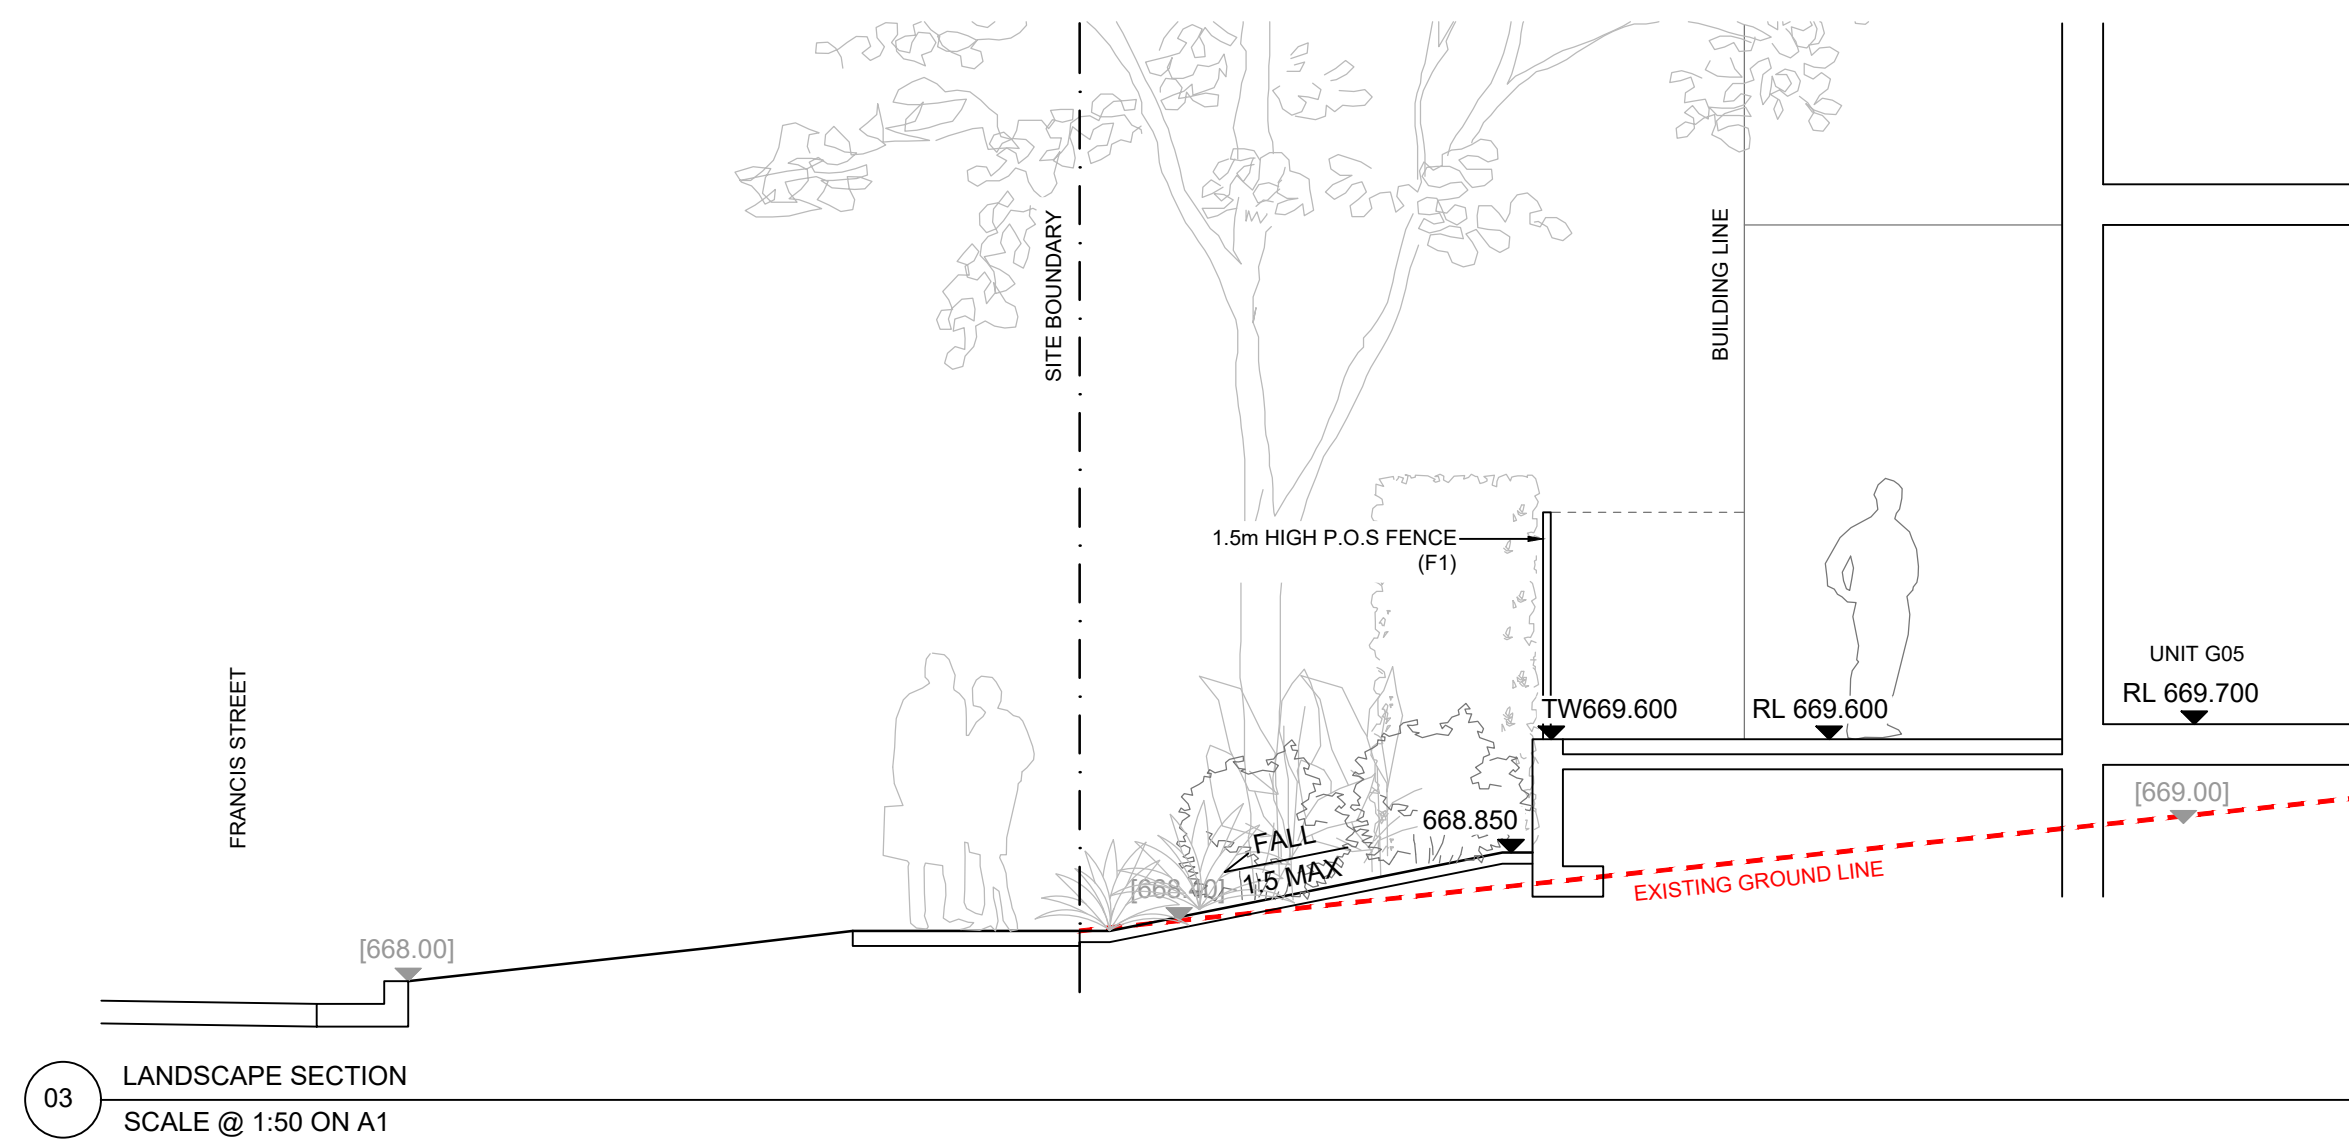 FRANCIS STREET
[668.00]
SITE BOUNDARY
1.5m HIGH P.O.S FENCE
(F1)
BUILDING LINE
TW669.600
RL 669.600
UNIT G05
RL 669.700
668.850
[669.00]
FALL
1:5 MAX
[668.40]
EXISTING GROUND LINE
03
LANDSCAPE SECTION
SCALE @ 1:50 ON A1